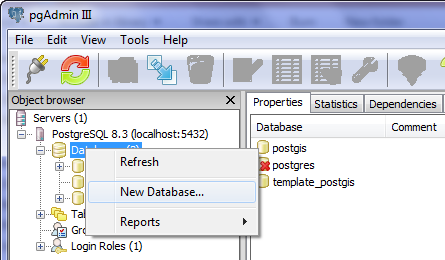 pgAdmin III
File Edit View Tools Help
Object browser
Properties Statistics Dependencies
Servers (1)
PostgreSQL 8.3 (localhost:5432)
Database Comment
postgis
postgres
template_postgis
Refresh
New Database...
Reports
Login Roles (1)